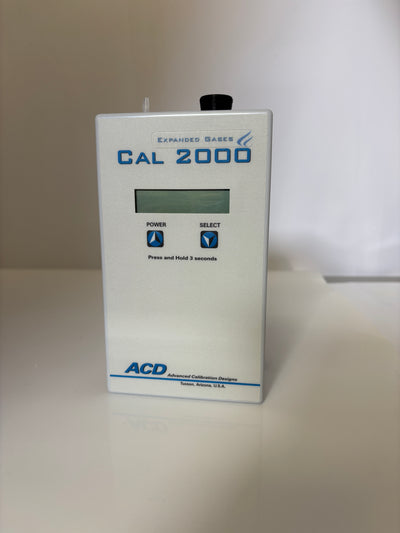 EXPANDED GASES
CAL 2000
POWER SELECT
Press and Hold 3 seconds
ACD
Advanced Calibration Designs
Tucson, Arizona, U.S.A.